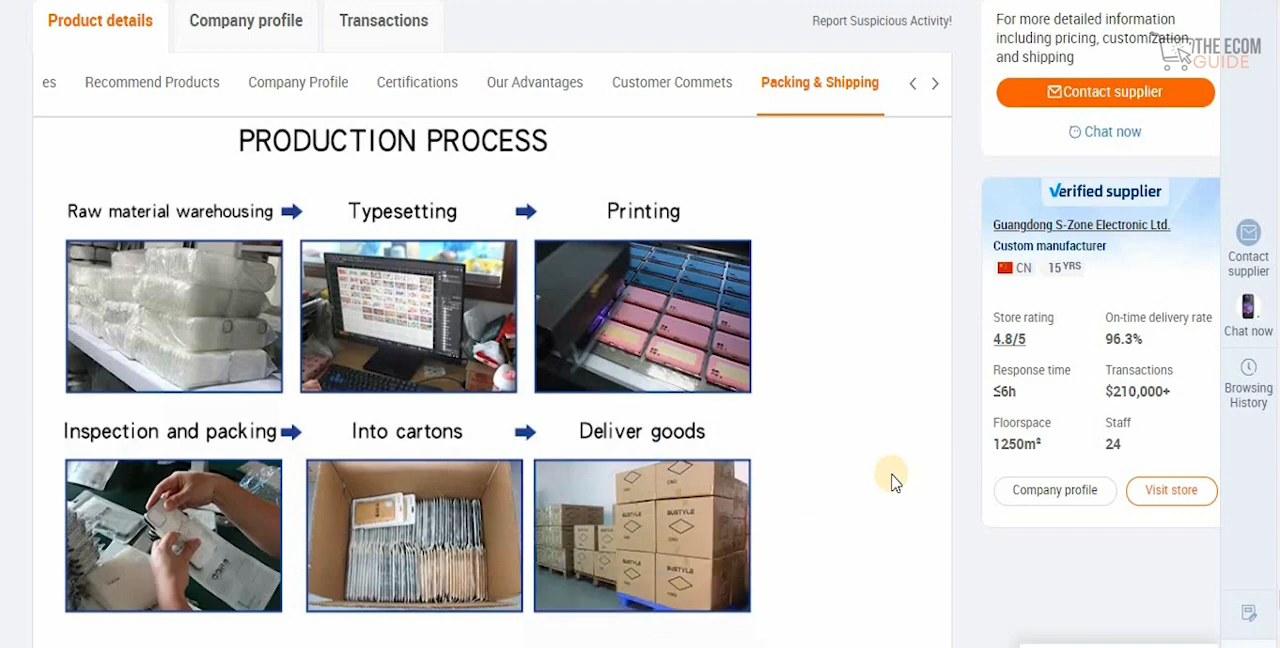 Product details
Company profile
Transactions
Report Suspicious Activity!
es
Recommend Products
Company Profile
Certifications
Our Advantages
Customer Commets
Packing & Shipping
PRODUCTION PROCESS
Raw material warehousing
Typesetting
Printing
Inspection and packing
Into cartons
Deliver goods
BUSTYLE
BUSTYLE
BUSTYLE
BUSTYLE
For more detailed information
including pricing, customization,
and shipping
THE ECOM
GUIDE
Contact supplier
Chat now
Verified supplier
Guangdong S-Zone Electronic Ltd.
Custom manufacturer
CN 15 YRS
Store rating
On-time delivery rate
4.8/5
96.3%
Response time
Transactions
≤6h
$210,000+
Floorspace
Staff
1250m²
24
Company profile
Visit store
Contact
supplier
Chat now
Browsing
History